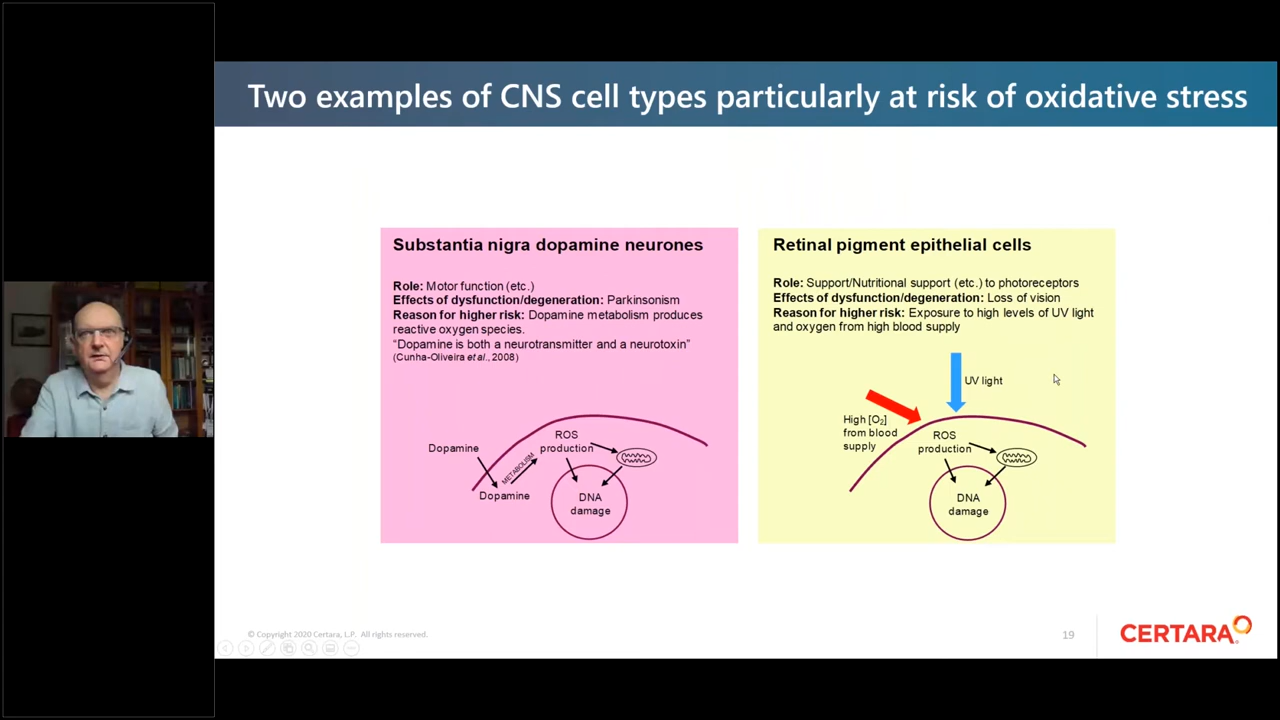 Two examples of CNS cell types particularly at risk of oxidative stress
Substantia nigra dopamine neurones
Role: Motor function (etc.)
Effects of dysfunction/degeneration: Parkinsonism
Reason for higher risk: Dopamine metabolism produces
reactive oxygen species.
“Dopamine is both a neurotransmitter and a neurotoxin”
(Cunha-Oliveira et al., 2008)
Dopamine
METABOLISM
Dopamine
ROS
production
DNA
damage
Retinal pigment epithelial cells
Role: Support/Nutritional support (etc.) to photoreceptors
Effects of dysfunction/degeneration: Loss of vision
Reason for higher risk: Exposure to high levels of UV light
and oxygen from high blood supply
UV light
High [O₂]
from blood
supply
ROS
production
DNA
damage
© Copyright 2020 Certara, L.P. All rights reserved.
19
CERTARA